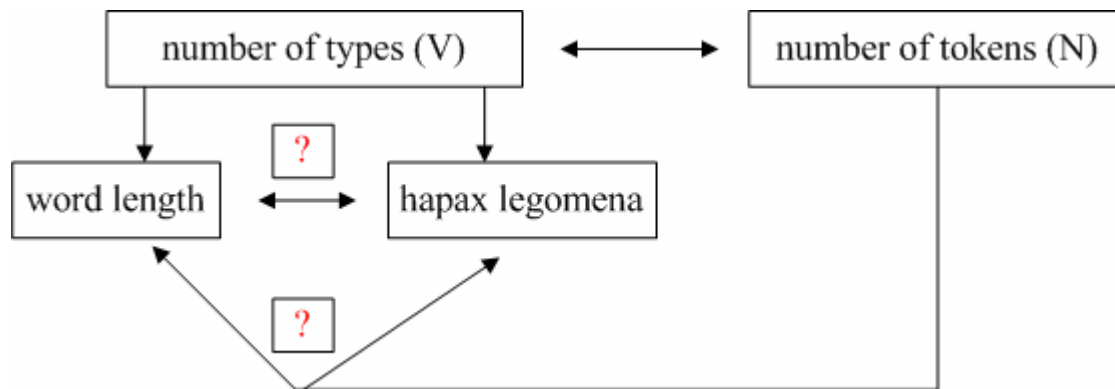 number of types (V)
number of tokens (N)
?
word length
hapax legomena
?